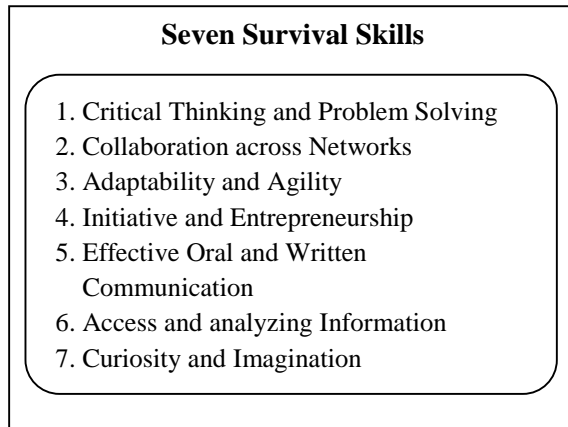 Seven Survival Skills
1. Critical Thinking and Problem Solving
2. Collaboration across Networks
3. Adaptability and Agility
4. Initiative and Entrepreneurship
5. Effective Oral and Written
Communication
6. Access and analyzing Information
7. Curiosity and Imagination